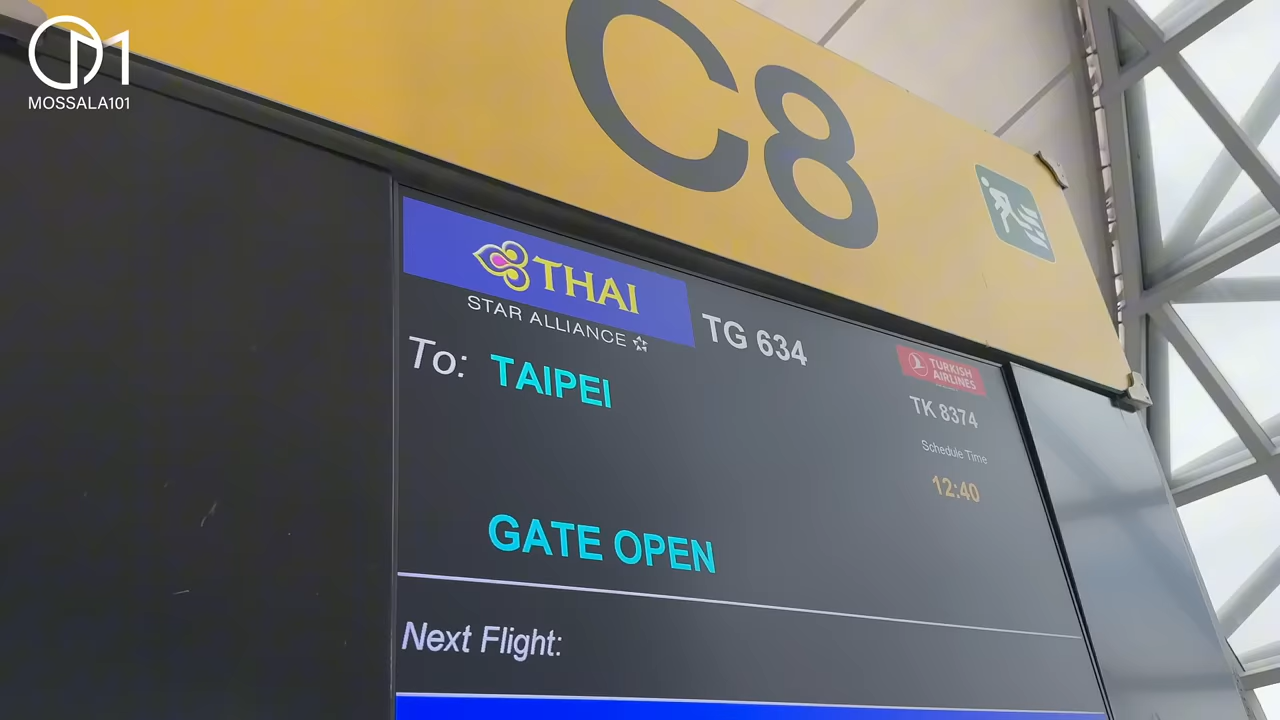 MOSSALA101
C8
THAI
STAR ALLIANCE
TG 634
TURKISH
AIRLINES
To: TAIPEI
TK 8374
Schedule Time
12:40
GATE OPEN
Next Flight: